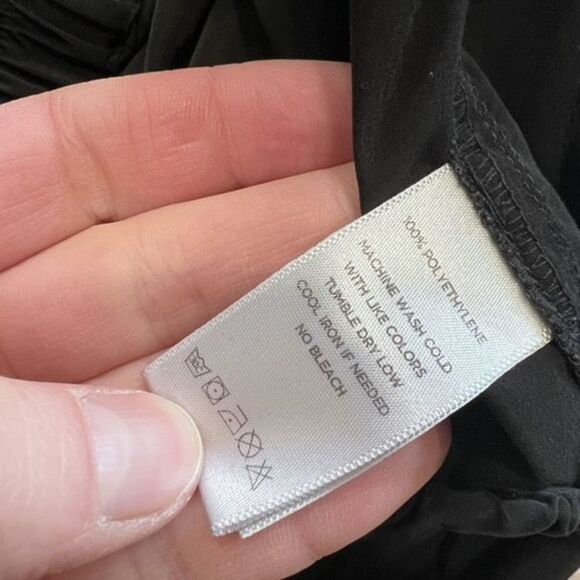 100% POLYETHYLENE
MACHINE WASH COLD
WITH LIKE COLORS
TUMBLE DRY LOW
COOL IRON IF NEEDED
NO BLEACH